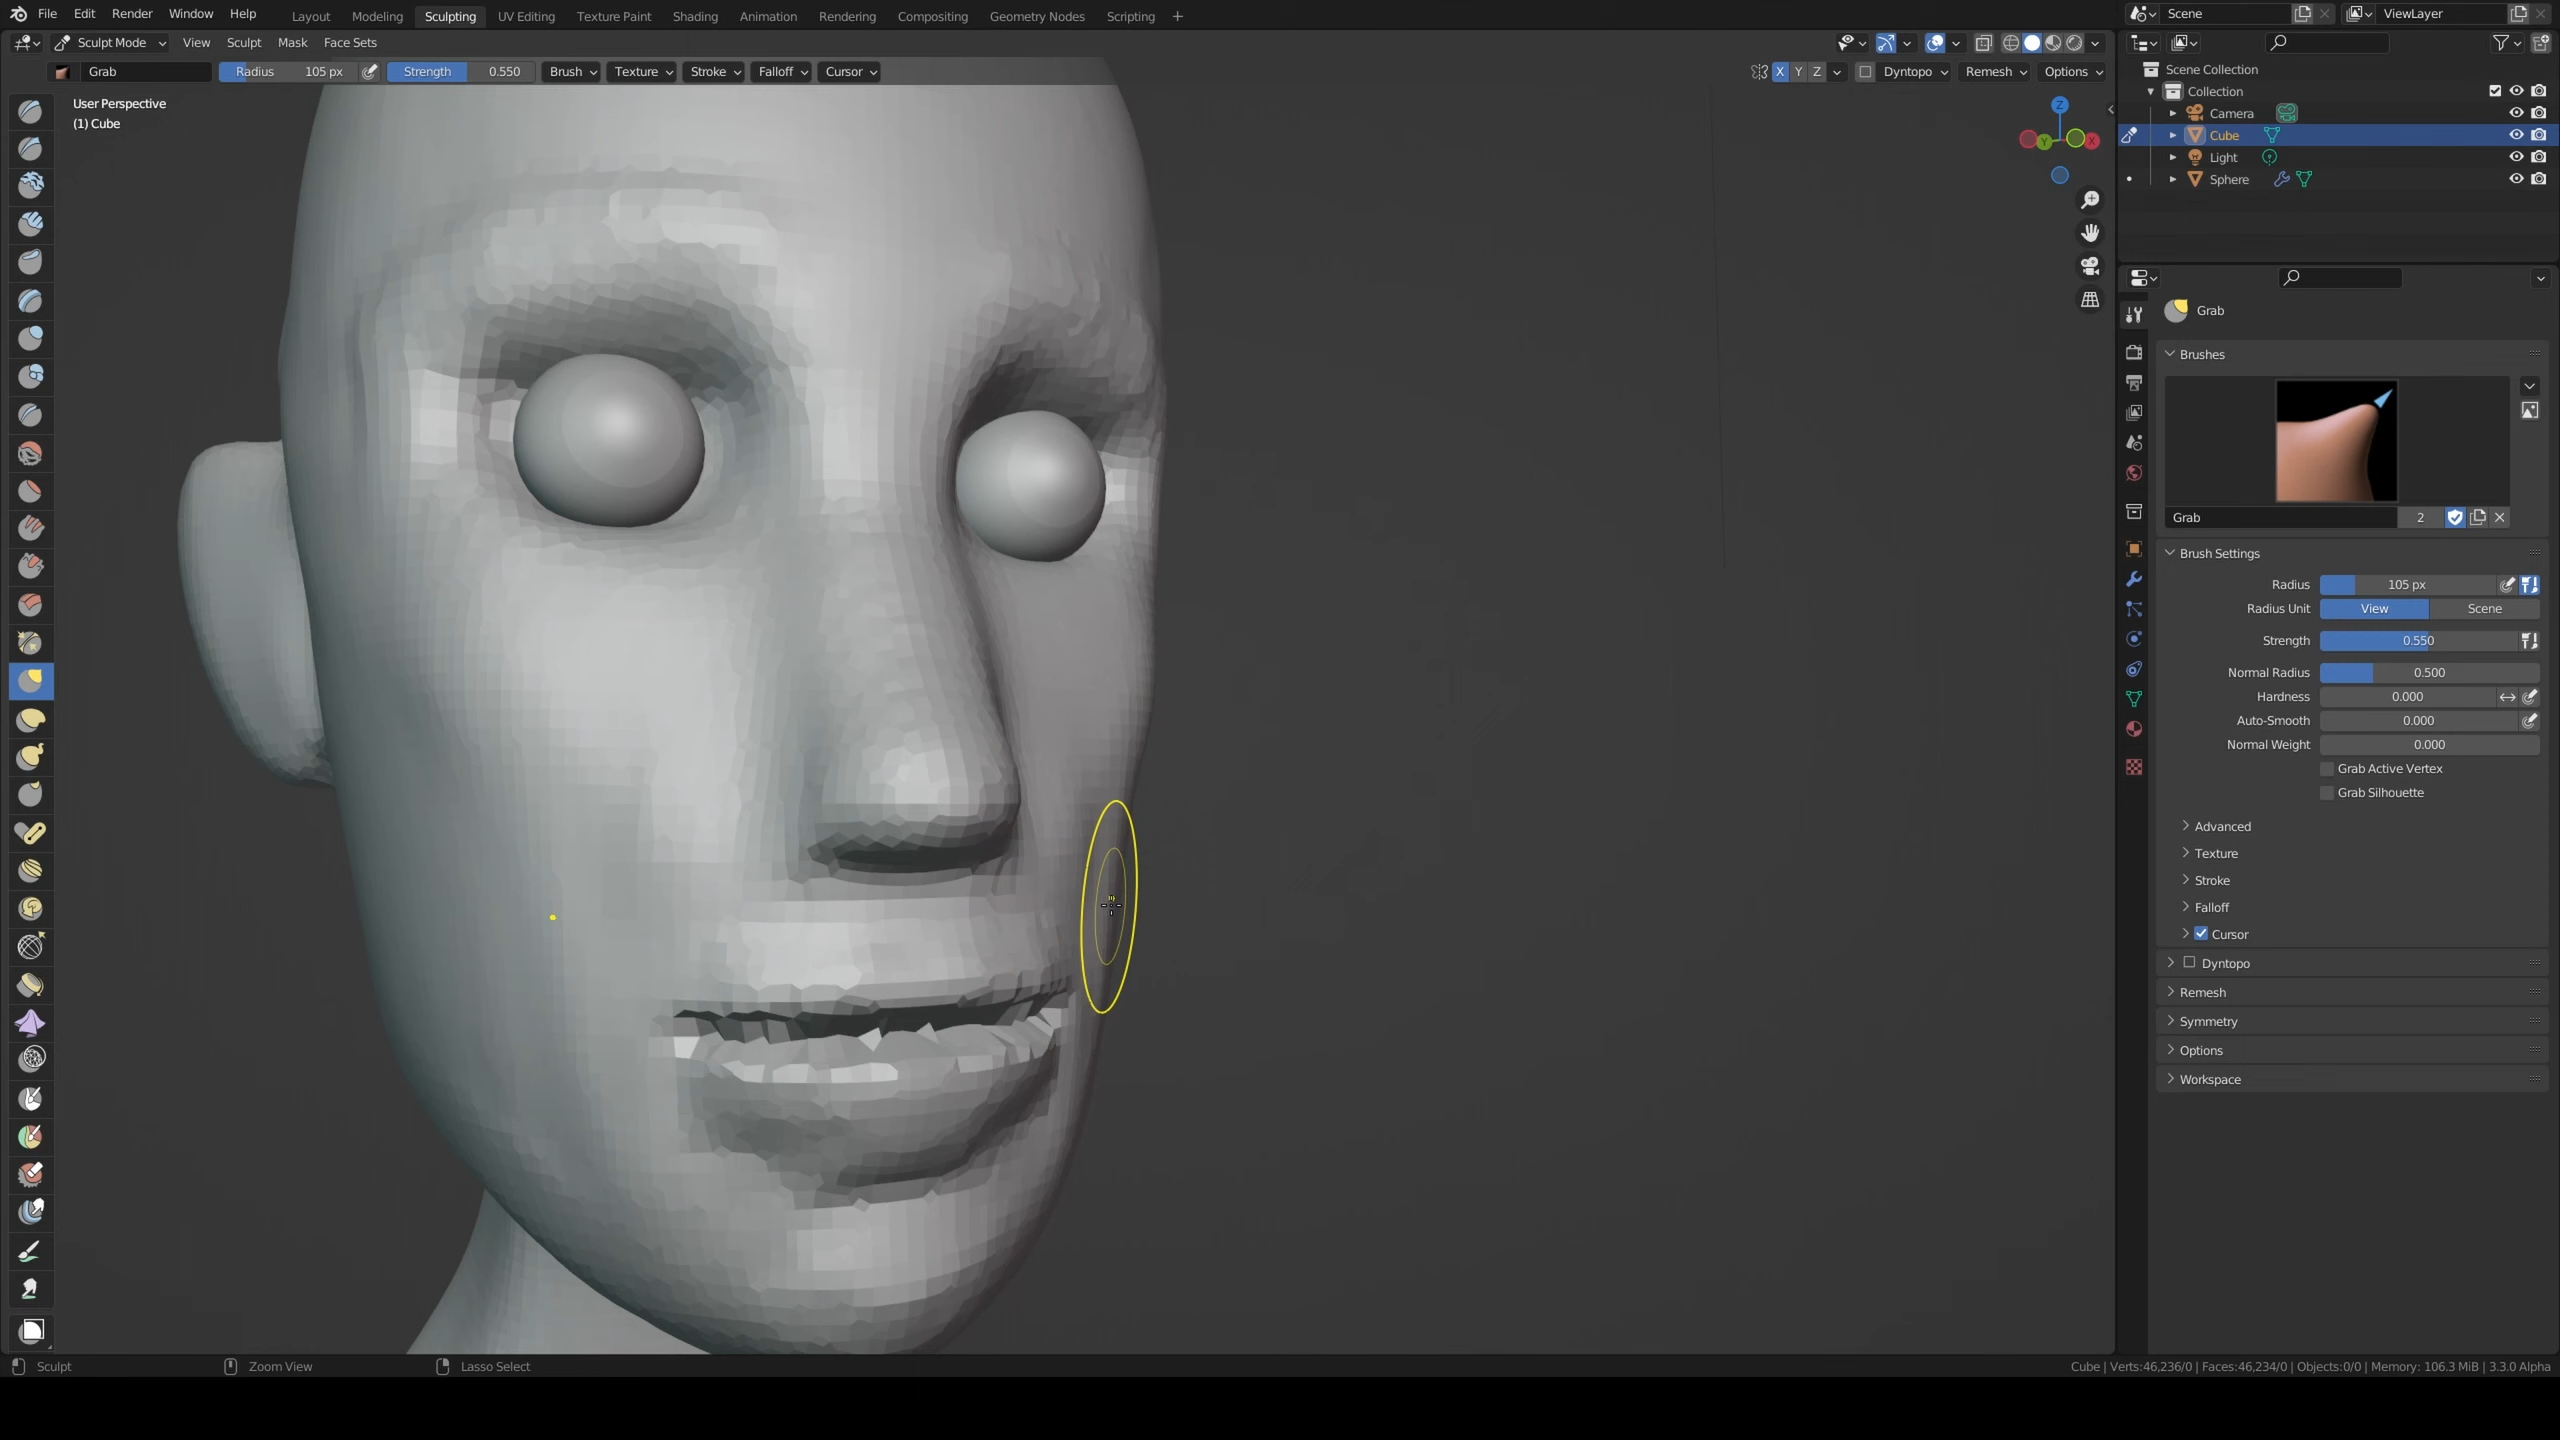 File Edit Render Window Help Layout Modeling Sculpting UV Editing Texture Paint Shading Animation Rendering Compositing Geometry Nodes Scripting + Scene ViewLayer
Sculpt Mode View Sculpt Mask Face Sets
Grab Radius 105 px Strength 0.550 Brush Texture Stroke Falloff Cursor X Y Z Dyntopo Remesh Options
User Perspective
(1) Cube
Z
Y
X
Scene Collection
Collection
Camera
Cube
Light
Sphere
Grab
Brushes
Grab 2
Brush Settings
Radius 105 px
Radius Unit View Scene
Strength 0.550
Normal Radius 0.500
Hardness 0.000
Auto-Smooth 0.000
Normal Weight 0.000
Grab Active Vertex
Grab Silhouette
Advanced
Texture
Stroke
Falloff
Cursor
Dyntopo
Remesh
Symmetry
Options
Workspace
Sculpt Zoom View Lasso Select Cube | Verts:46,236/0 | Faces:46,234/0 | Objects:0/0 | Memory: 106.3 MiB | 3.3.0 Alpha